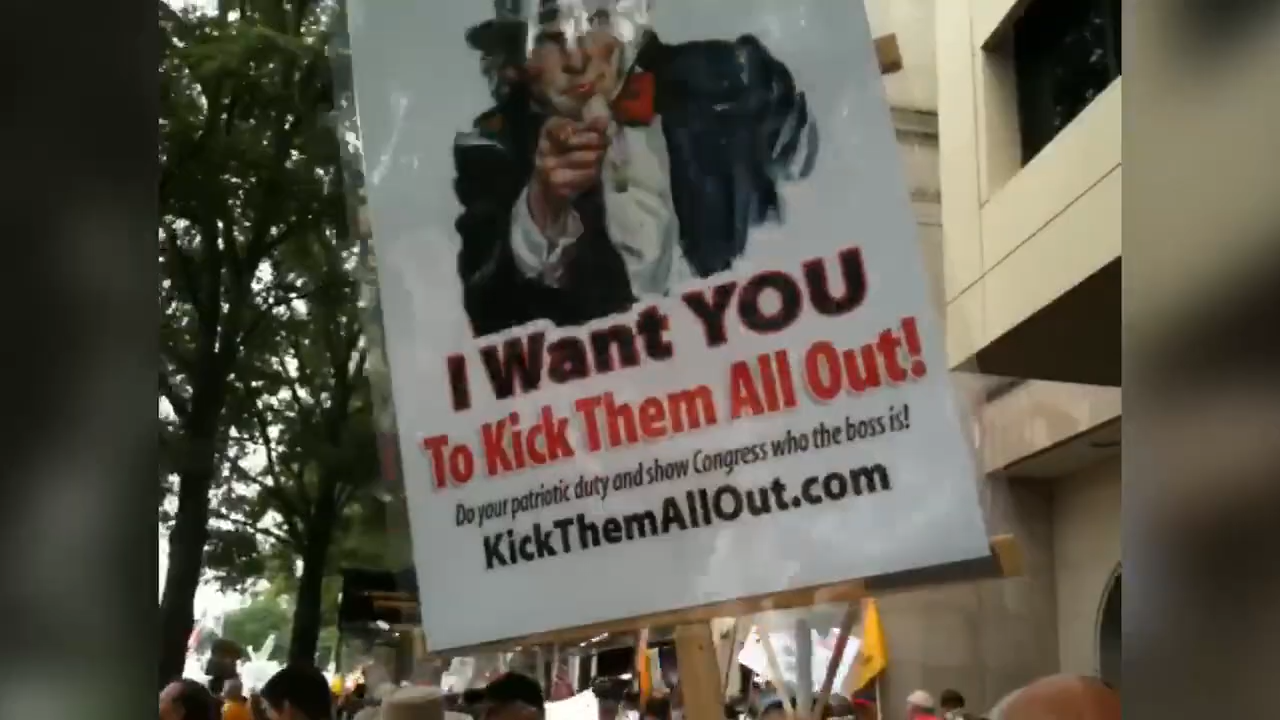 I Want YOU
To Kick Them All Out!
Do your patriotic duty and show Congress who the boss is!
KickThemAllOut.com